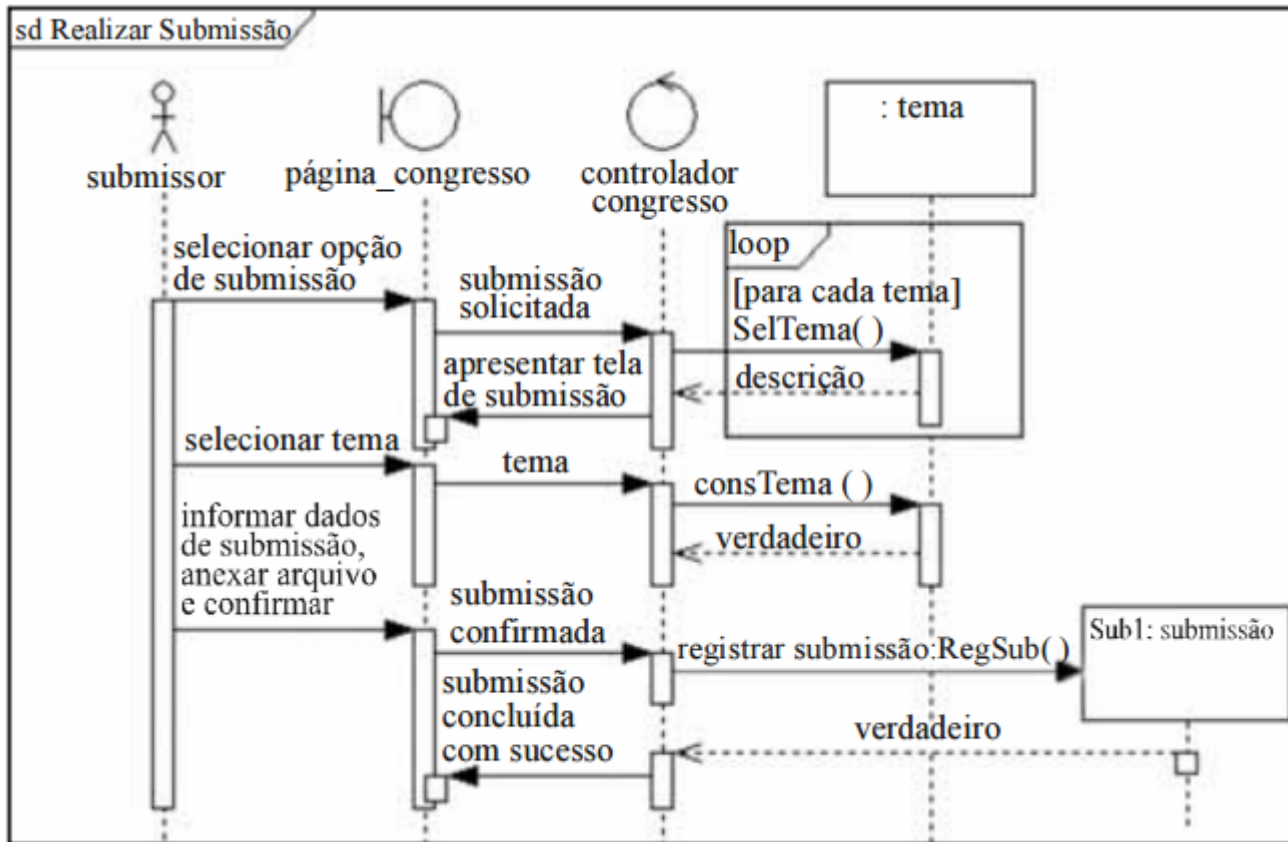 sd Realizar Submissão
: tema
submissor
página_congresso
controlador
congresso
selecionar opção
de submissão
submissão
solicitada
loop
[para cada tema]
SelTema( )
apresentar tela
de submissão
descrição
selecionar tema
tema
consTema ( )
verdadeiro
informar dados
de submissão,
anexar arquivo
e confirmar
submissão
confirmada
registrar submissão:RegSub( )
Sub1: submissão
submissão
concluída
com sucesso
verdadeiro